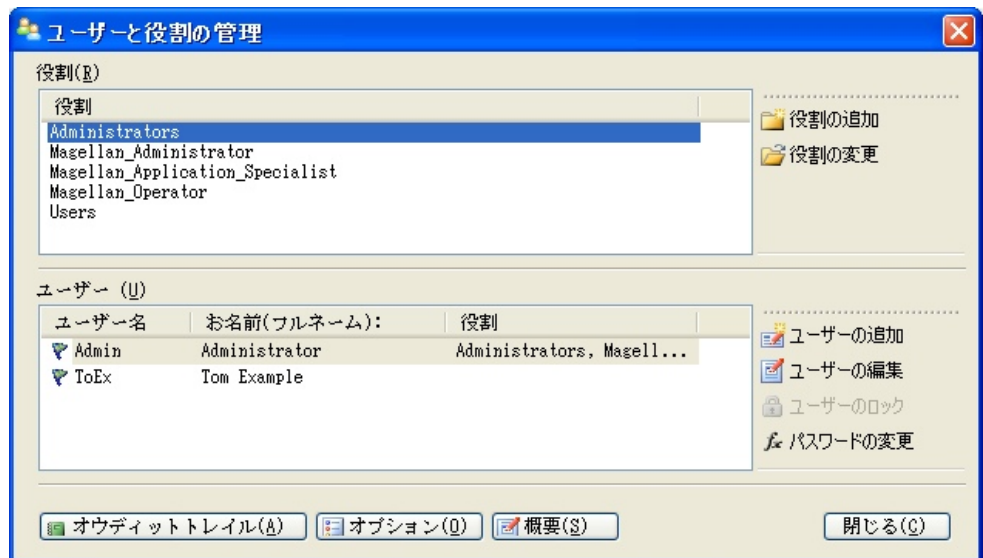 ユーザーと役割の管理
役割(R)
役割
Administrators
Magellan_Administrator
Magellan_Application_Specialist
Magellan_Operator
Users
役割の追加
役割の変更
ユーザー (U)
ユーザー名 お名前(フルネーム): 役割
Admin Administrator Administrators, Magell...
ToEx Tom Example
ユーザーの追加
ユーザーの編集
ユーザーのロック
fx パスワードの変更
オウディットトレイル(A) オプション(O) 概要(S) 閉じる(C)